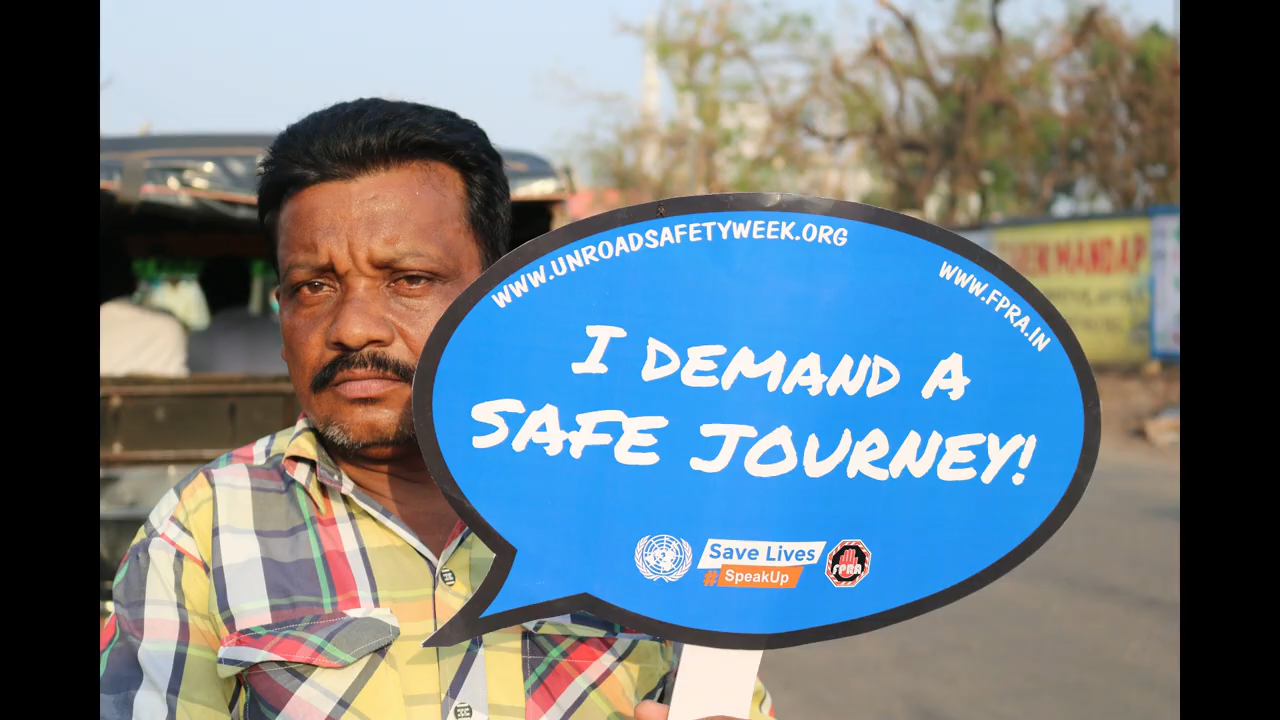 WWW.UNROADSAFETYWEEK.ORG
WWW.FPRA.IN
I DEMAND A
SAFE JOURNEY!
Save Lives
#SpeakUp
FPRA
MANDAP